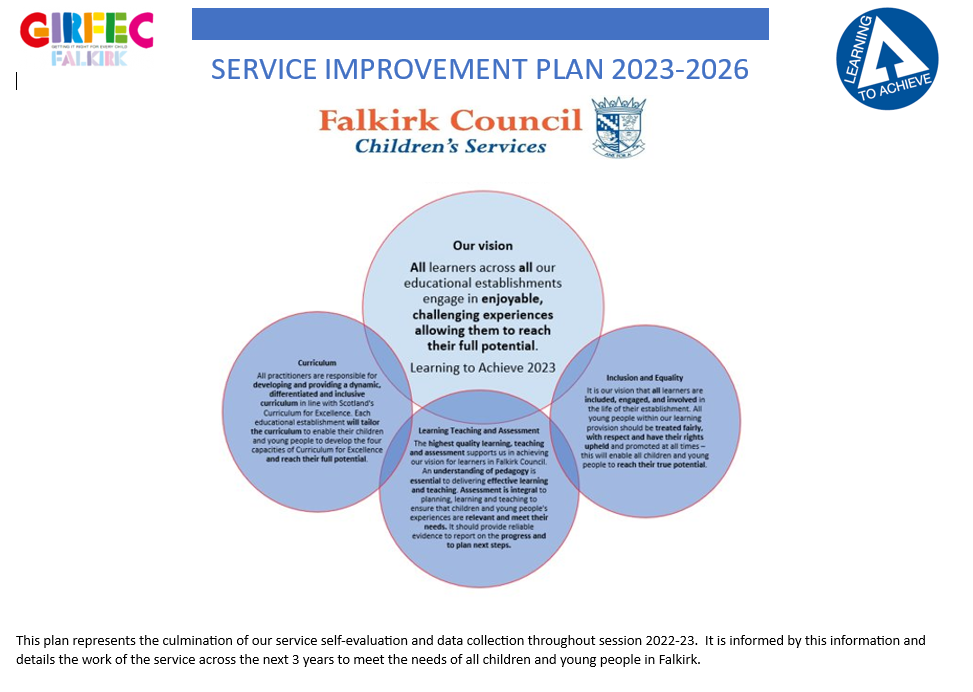 GIRFEC
GETTING IT RIGHT FOR EVERY CHILD
FALKIRK
LEARNING
TO ACHIEVE
SERVICE IMPROVEMENT PLAN 2023-2026
Falkirk Council
Children's Services
Our vision
All learners across all our
educational establishments
engage in enjoyable,
challenging experiences
allowing them to reach
their full potential.
Learning to Achieve 2023
Curriculum
All practitioners are responsible for
developing and providing a dynamic,
differentiated and inclusive
curriculum in line with Scotland's
Curriculum for Excellence. Each
educational establishment will tailor
the curriculum to enable their children
and young people to develop the four
capacities of Curriculum for Excellence
and reach their full potential.
Learning Teaching and Assessment
The highest quality learning, teaching
and assessment supports us in achieving
our vision for learners in Falkirk Council.
An understanding of pedagogy is
essential to delivering effective learning
and teaching. Assessment is integral to
planning, learning and teaching to
ensure that children and young people's
experiences are relevant and meet their
needs. It should provide reliable
evidence to report on the progress and
to plan next steps.
Inclusion and Equality
It is our vision that all learners are
included, engaged, and involved in
the life of their establishment. All
young people within our learning
provision should be treated fairly,
with respect and have their rights
upheld and promoted at all times –
this will enable all children and young
people to reach their true potential.
This plan represents the culmination of our service self-evaluation and data collection throughout session 2022-23. It is informed by this information and
details the work of the service across the next 3 years to meet the needs of all children and young people in Falkirk.